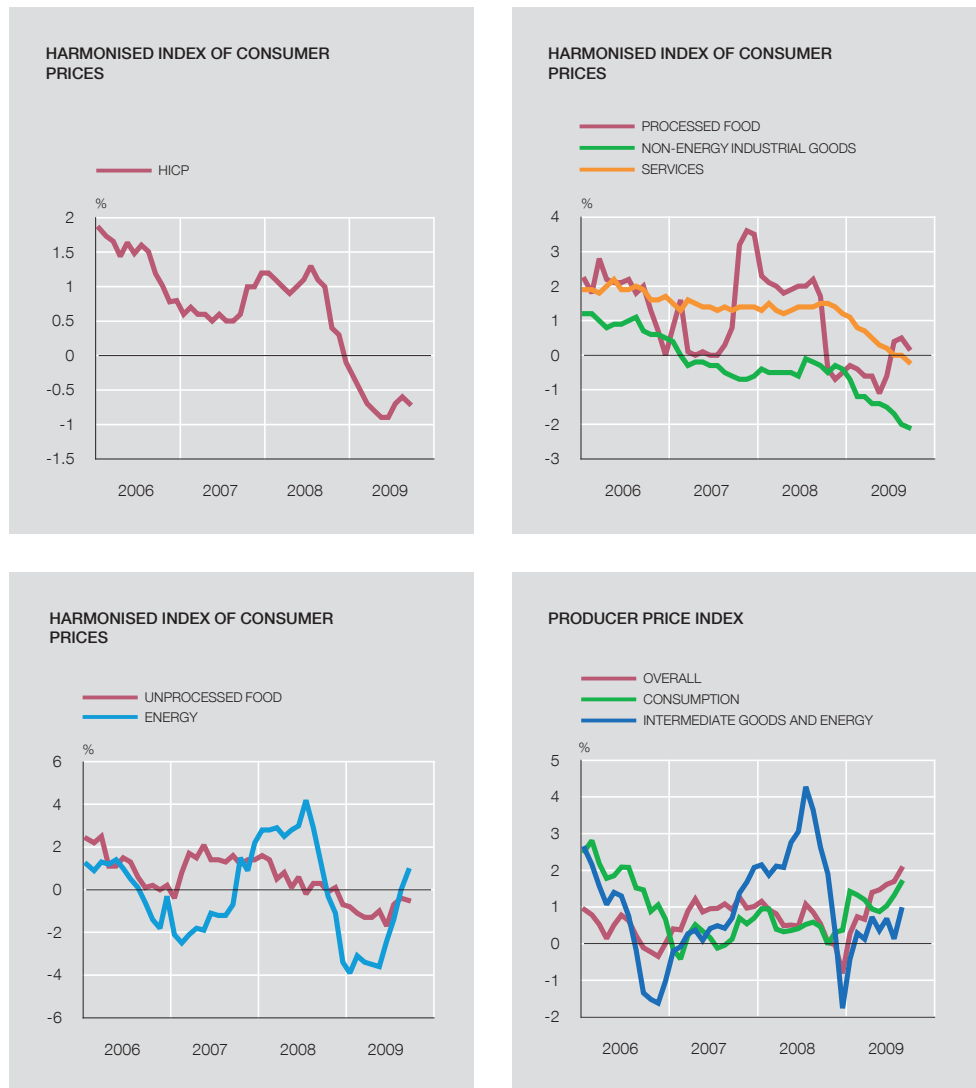 HARMONISED INDEX OF CONSUMER
PRICES
HICP
%
2
1.5
1
0.5
0
-0.5
-1
-1.5
2006 2007 2008 2009
HARMONISED INDEX OF CONSUMER
PRICES
PROCESSED FOOD
NON-ENERGY INDUSTRIAL GOODS
SERVICES
%
4
3
2
1
0
-1
-2
-3
2006 2007 2008 2009
HARMONISED INDEX OF CONSUMER
PRICES
UNPROCESSED FOOD
ENERGY
%
6
4
2
0
-2
-4
-6
2006 2007 2008 2009
PRODUCER PRICE INDEX
OVERALL
CONSUMPTION
INTERMEDIATE GOODS AND ENERGY
%
5
4
3
2
1
0
-1
-2
2006 2007 2008 2009